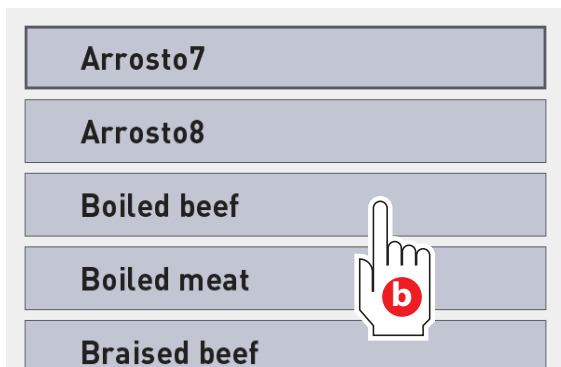 Arrosto7
Arrosto8
Boiled beef
Boiled meat
b
Braised beef